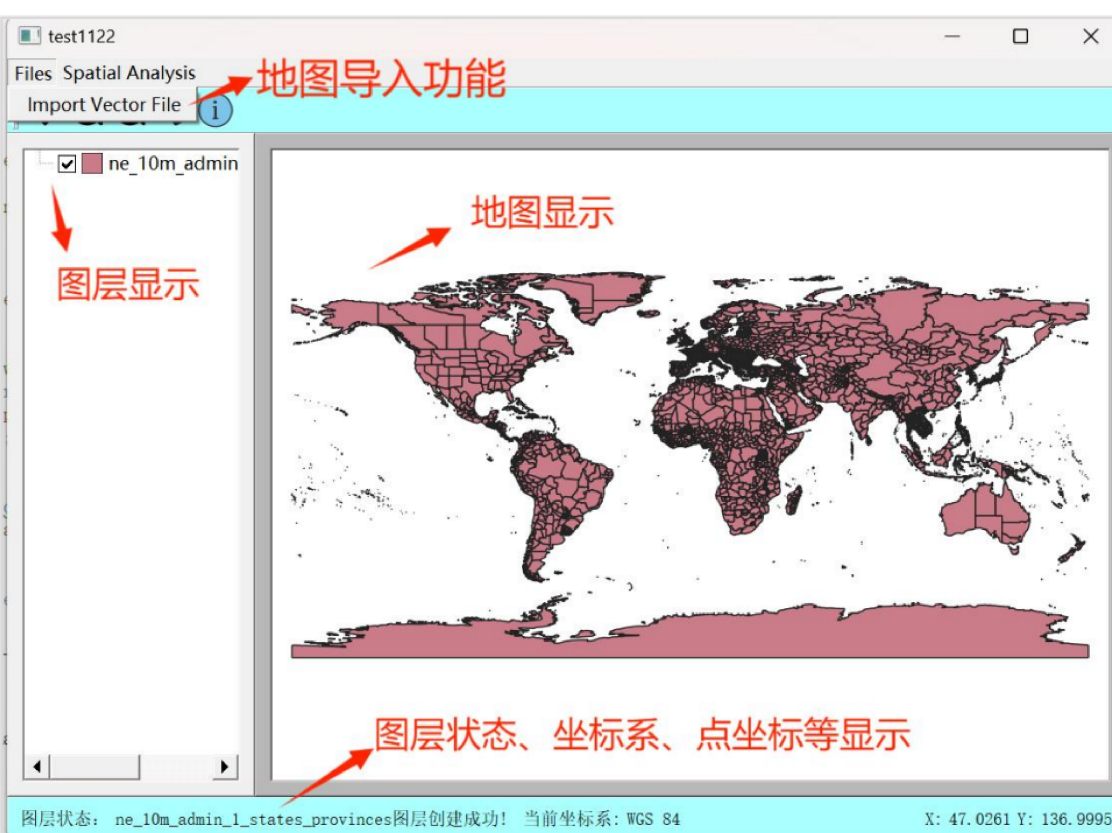 test1122
Files Spatial Analysis
地图导入功能
Import Vector File
i
ne_10m_admin
地图显示
图层显示
图层状态、坐标系、点坐标等显示
图层状态: ne_10m_admin_1_states_provinces图层创建成功! 当前坐标系: WGS 84
X: 47.0261 Y: 136.9995